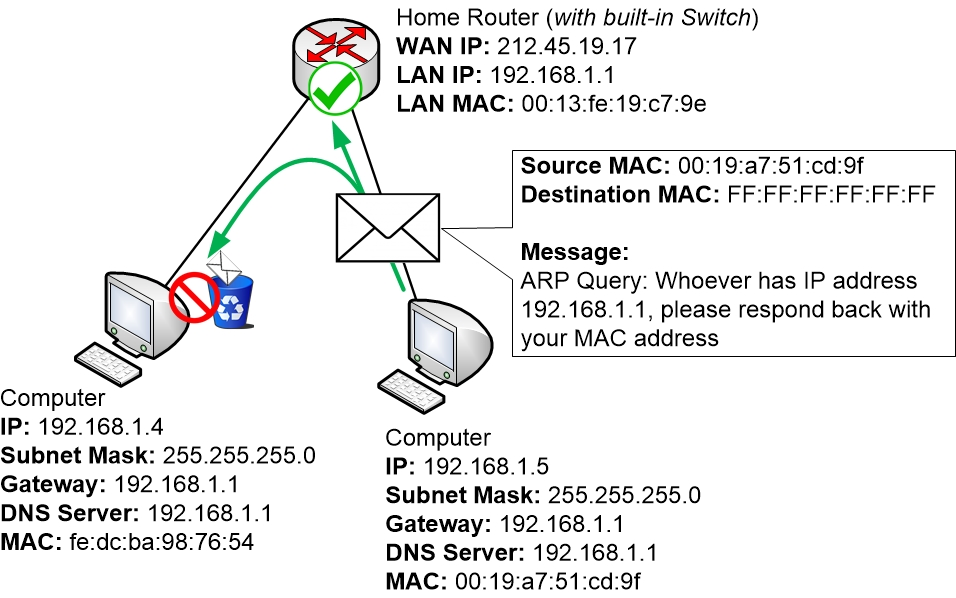 Home Router (with built-in Switch)
WAN IP: 212.45.19.17
LAN IP: 192.168.1.1
LAN MAC: 00:13:fe:19:c7:9e
Source MAC: 00:19:a7:51:cd:9f
Destination MAC: FF:FF:FF:FF:FF:FF
Message:
ARP Query: Whoever has IP address
192.168.1.1, please respond back with
your MAC address
Computer
IP: 192.168.1.4
Subnet Mask: 255.255.255.0
Gateway: 192.168.1.1
DNS Server: 192.168.1.1
MAC: fe:dc:ba:98:76:54
Computer
IP: 192.168.1.5
Subnet Mask: 255.255.255.0
Gateway: 192.168.1.1
DNS Server: 192.168.1.1
MAC: 00:19:a7:51:cd:9f